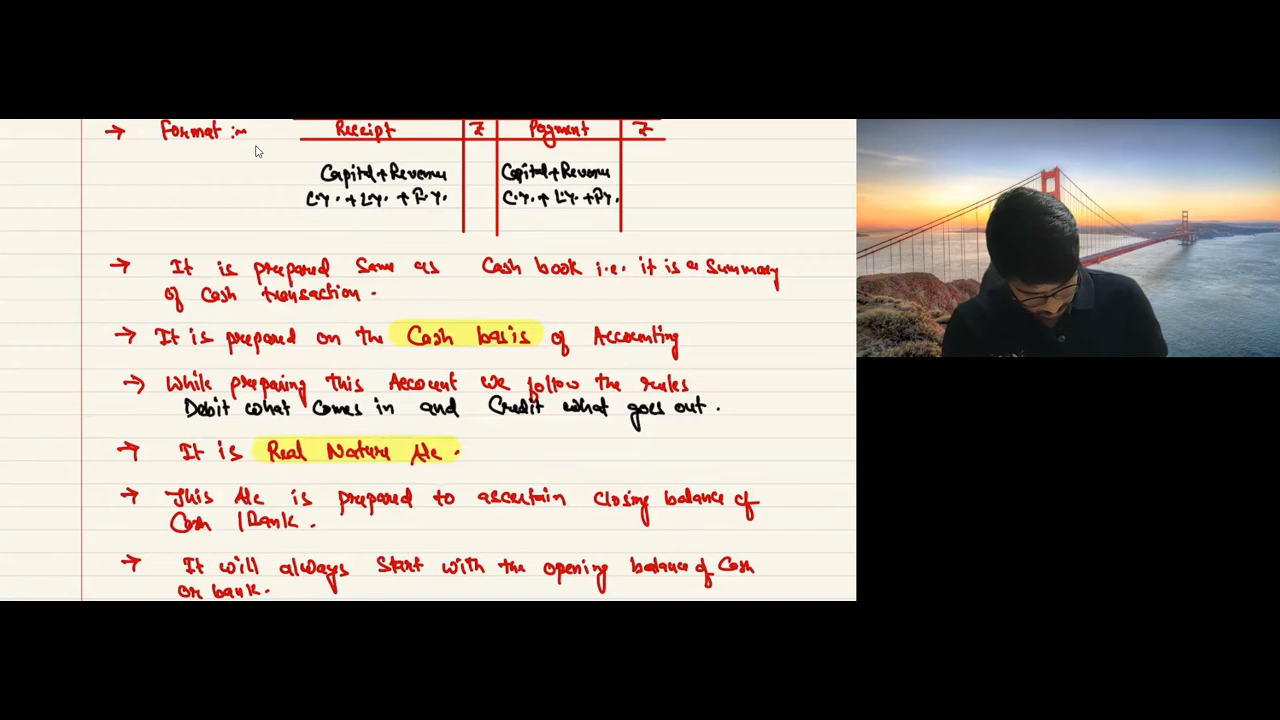 → Format :~
Receipt ₹ Payment ₹
Capital + Revenue Capital + Revenue
C.Y. + L.Y. + P.Y. C.Y. + L.Y. + P.Y.
→ It is prepared Same as Cash book i.e. it is a Summary
of Cash transaction.
→ It is prepared on the Cash basis of Accounting
→ While preparing this Account we follow the rules
Debit what comes in and Credit what goes out.
→ It is Real Nature A/c.
→ This A/c is prepared to ascertain closing balance of
Cash / Bank.
→ It will always Start with the opening balance of Cash
or bank.